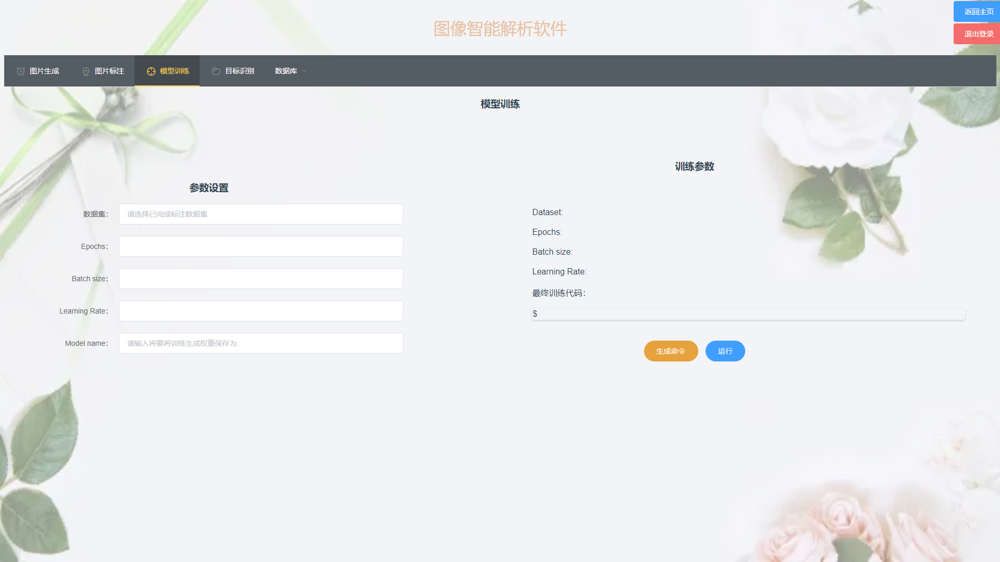 返回主页
图像智能解析软件
退出登录
图片生成 图片标注 模型训练 目标识别 数据库
模型训练
训练参数
参数设置
数据集： 请选择已完成标注数据集
Epochs：
Batch size：
Learning Rate：
Model name： 请输入将要将训练生成权重保存为..
Dataset:
Epochs:
Batch size:
Learning Rate:
最终训练代码：
$
生成命令 运行